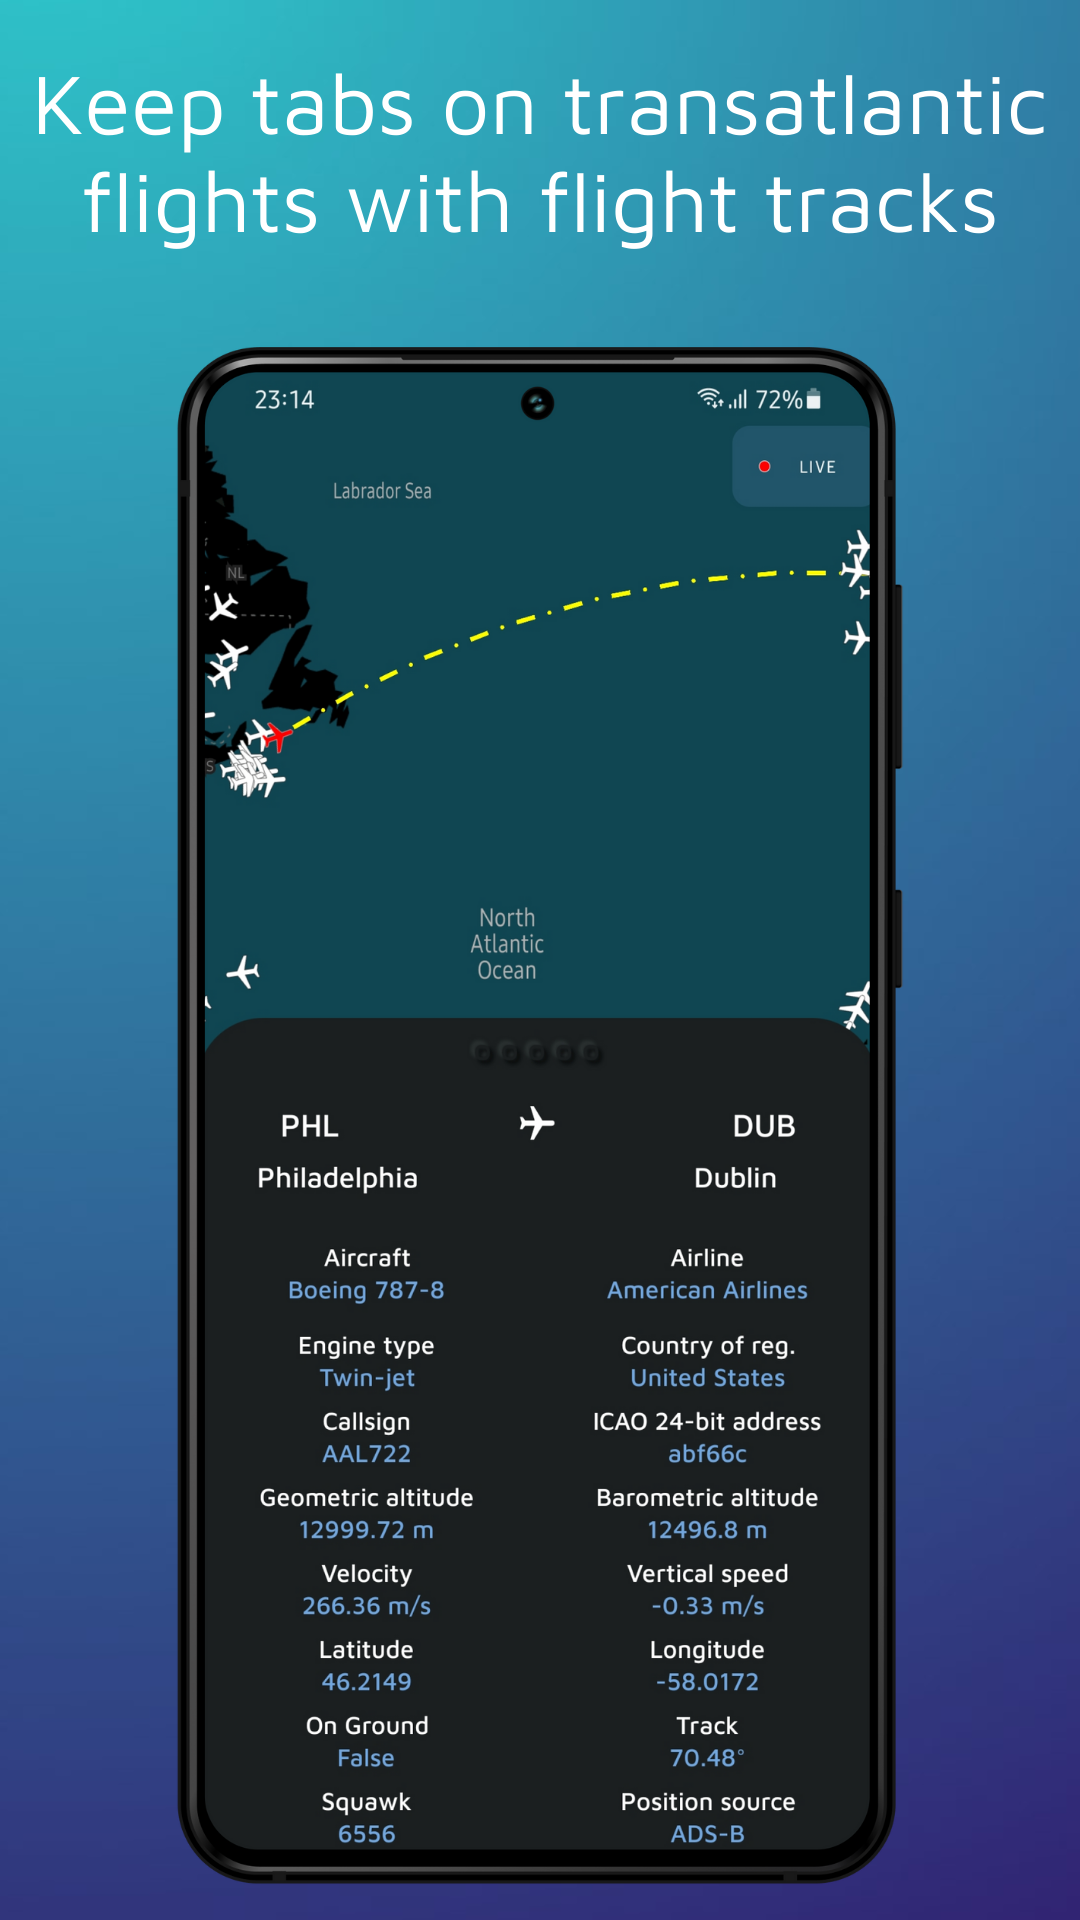 Keep tabs on transatlantic
flights with flight tracks
23:14
72%
LIVE
Labrador Sea
NL
S
North
Atlantic
Ocean
PHL
DUB
Philadelphia
Dublin
Aircraft
Airline
Boeing 787-8
American Airlines
Engine type
Country of reg.
Twin-jet
United States
Callsign
ICAO 24-bit address
AAL722
abf66c
Geometric altitude
Barometric altitude
12999.72 m
12496.8 m
Velocity
Vertical speed
266.36 m/s
-0.33 m/s
Latitude
Longitude
46.2149
-58.0172
On Ground
Track
False
70.48°
Squawk
Position source
6556
ADS-B